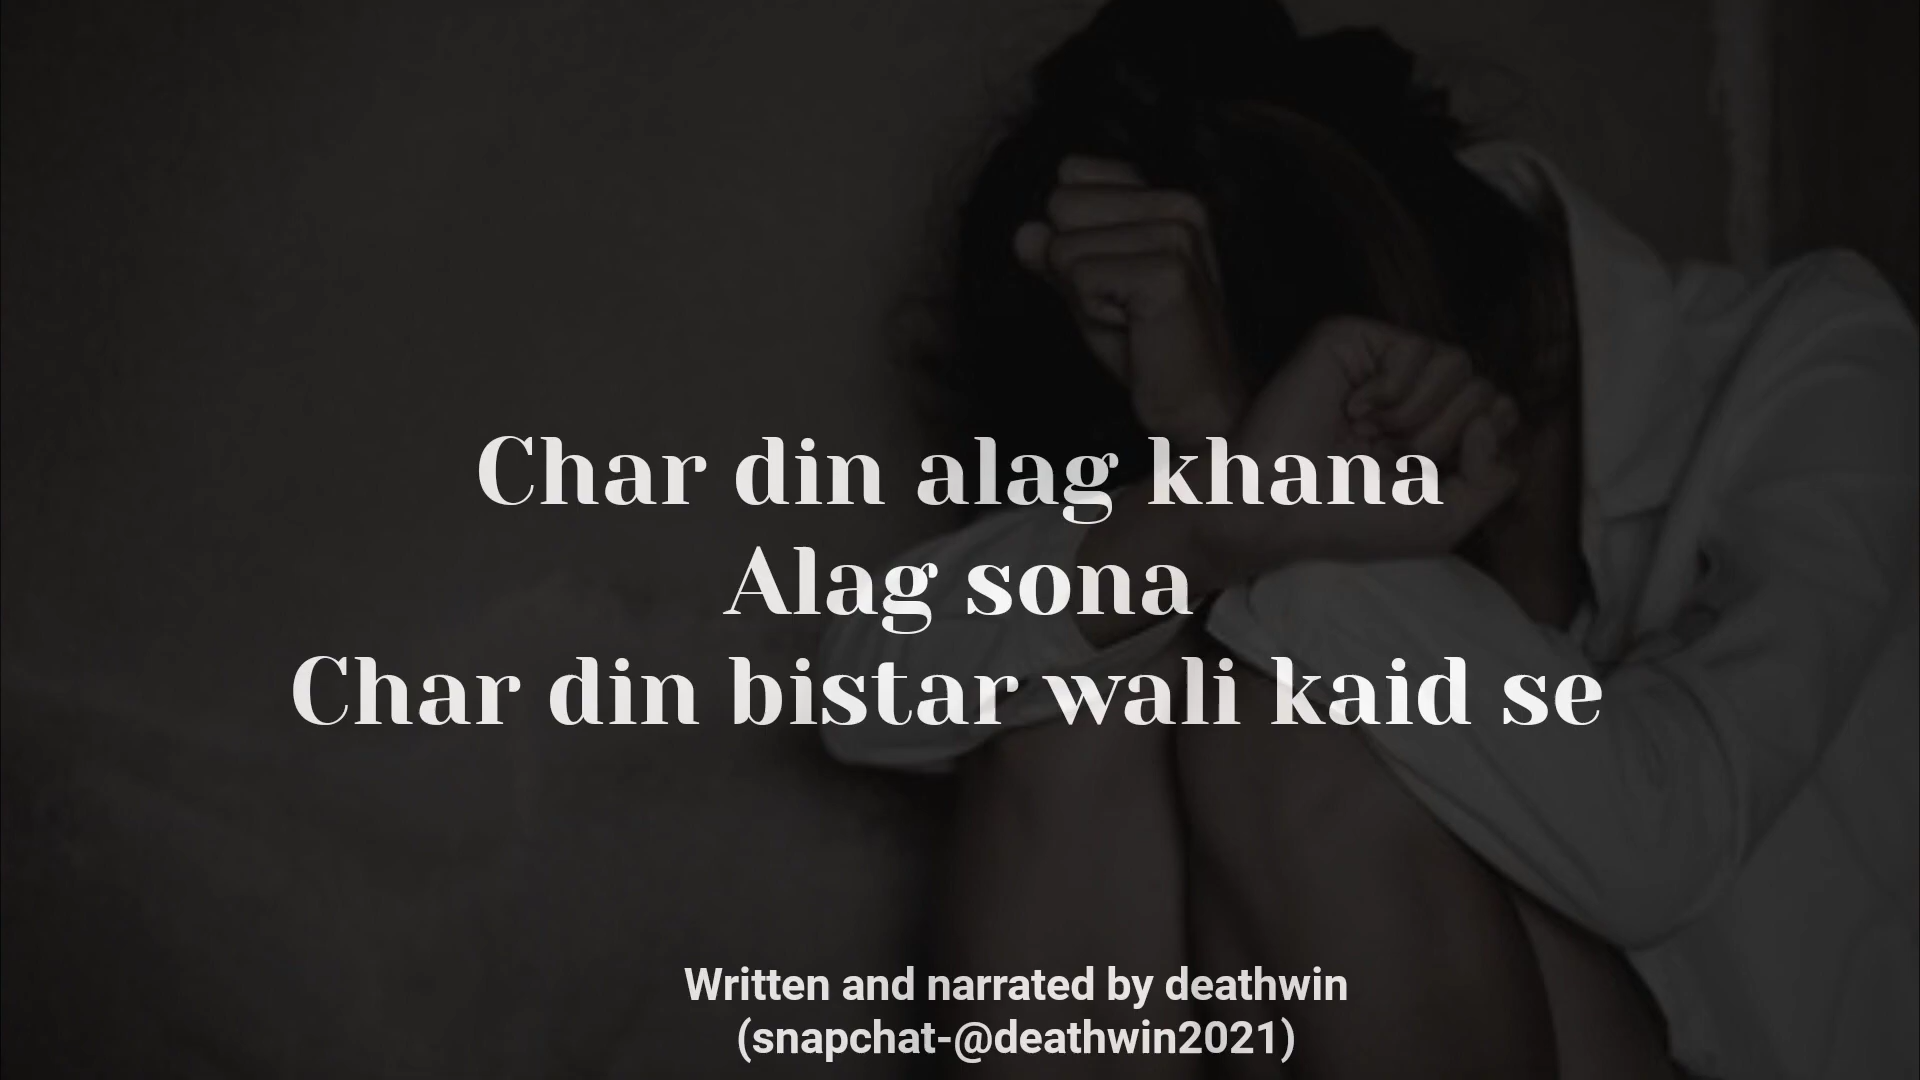 Char din alag khana
Alag sona
Char din bistar wali kaid se
Written and narrated by deathwin
(snapchat-@deathwin2021)